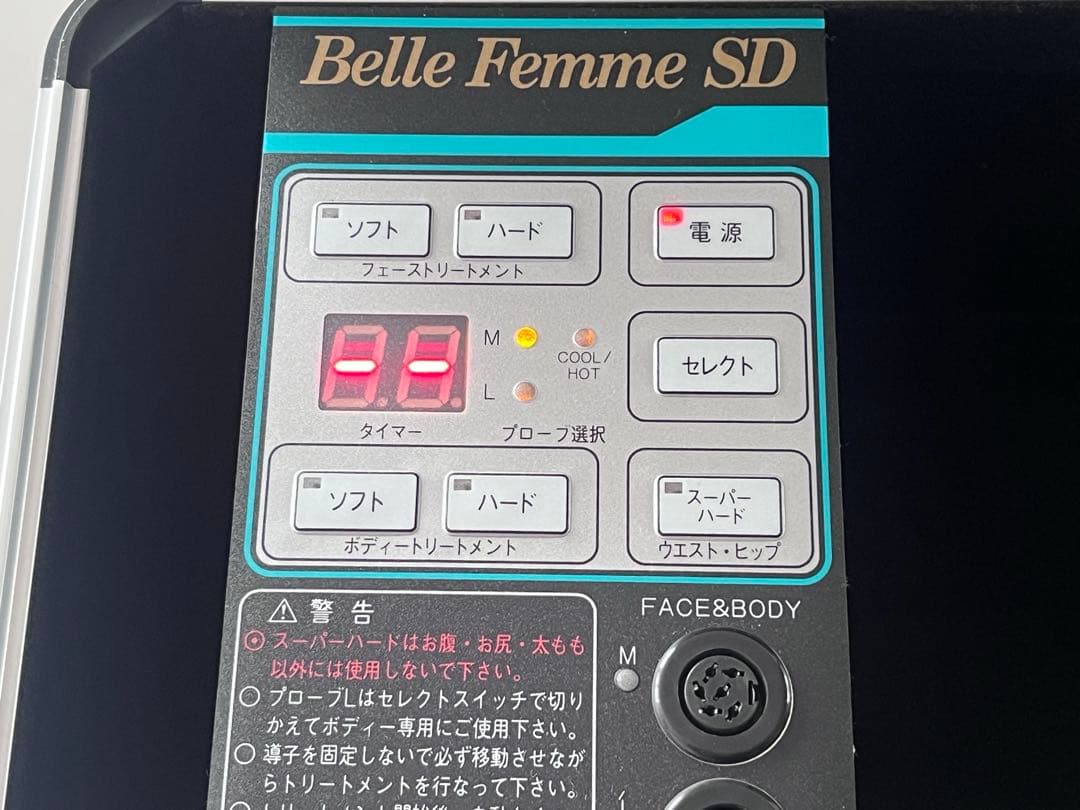 Belle Femme SD
ソフト
ハード
フェーストリートメント
電源
--
タイマー
M
L
COOL/
HOT
プローブ選択
セレクト
ソフト
ハード
ボディートリートメント
スーパー
ハード
ウエスト・ヒップ
⚠ 警告
◉ スーパーハードはお腹・お尻・太もも
以外には使用しないで下さい。
○ プローブLはセレクトスイッチで切り
かえてボディー専用にご使用下さい。
○ 導子を固定しないで必ず移動させなが
らトリートメントを行なって下さい。
FACE&BODY
M